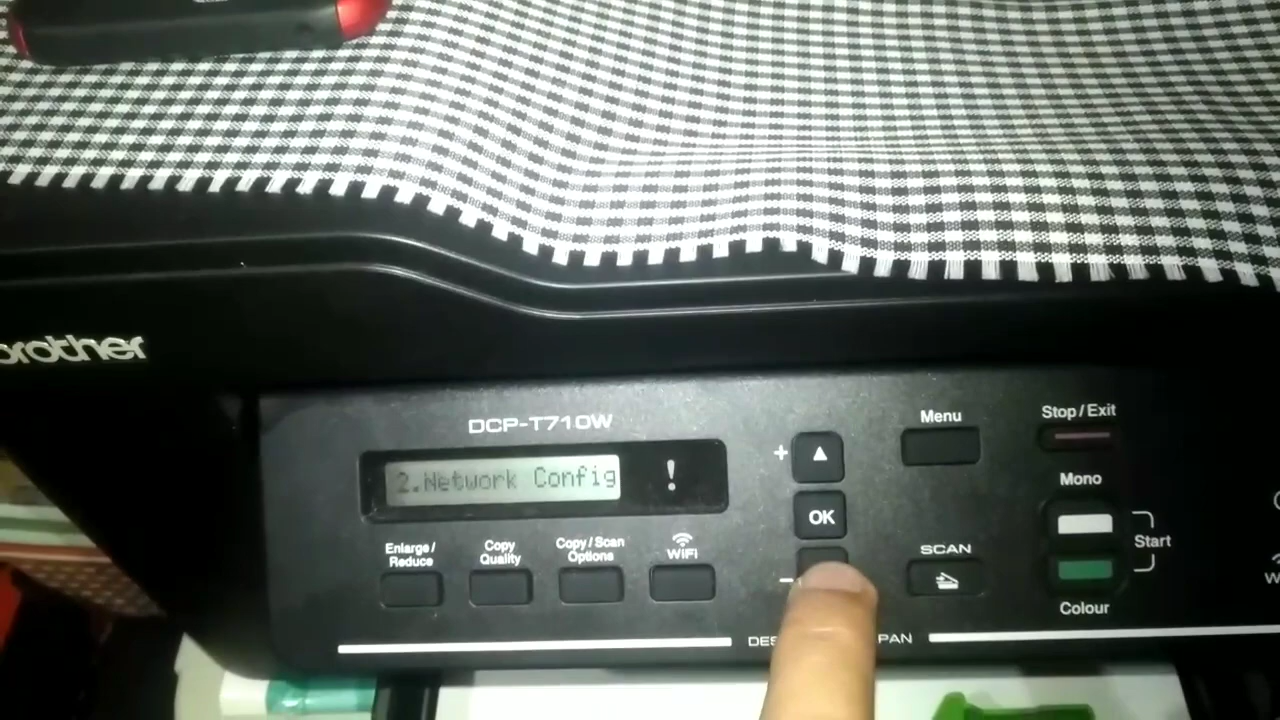 brother
DCP-T710W
2.Network Config
!
Enlarge /
Reduce
Copy
Quality
Copy / Scan
Options
WiFi
+
OK
−
Menu
SCAN
Stop / Exit
Mono
Start
Colour